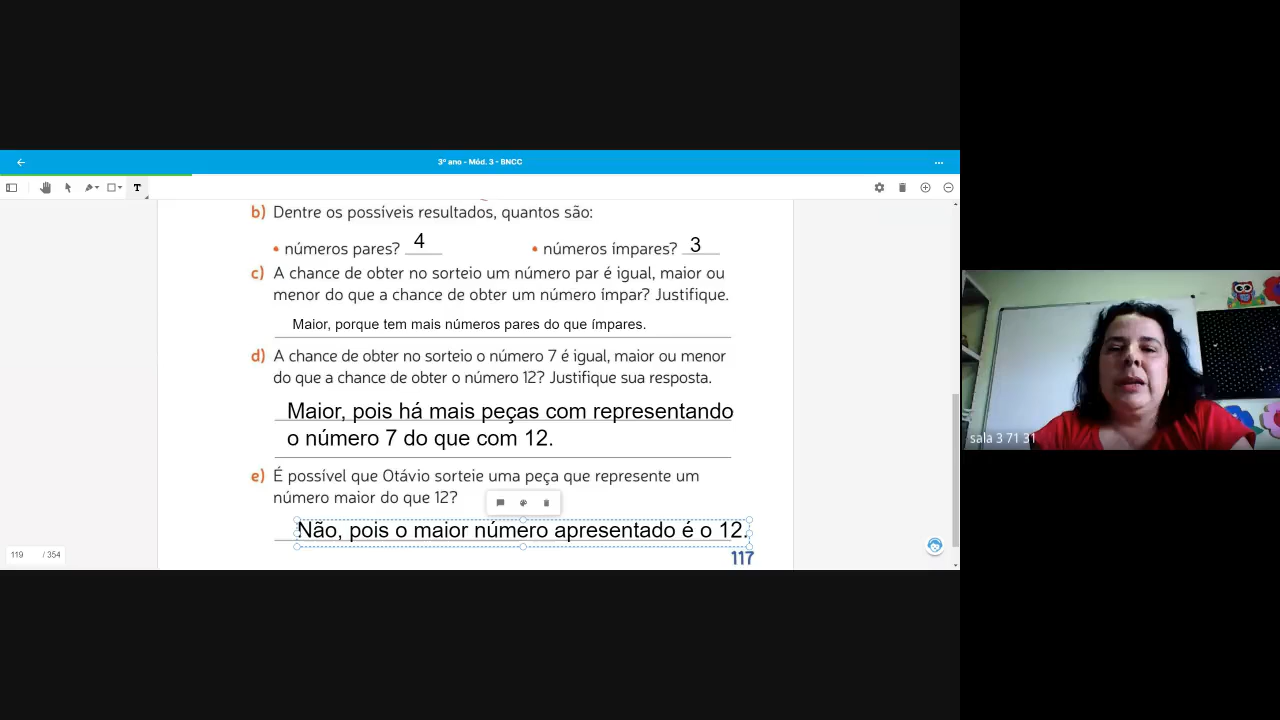 3º ano - Mód. 3 - BNCC
b) Dentre os possíveis resultados, quantos são:
• números pares? 4 • números ímpares? 3
c) A chance de obter no sorteio um número par é igual, maior ou
menor do que a chance de obter um número ímpar? Justifique.
Maior, porque tem mais números pares do que ímpares.
d) A chance de obter no sorteio o número 7 é igual, maior ou menor
do que a chance de obter o número 12? Justifique sua resposta.
Maior, pois há mais peças com representando
o número 7 do que com 12.
e) É possível que Otávio sorteie uma peça que represente um
número maior do que 12?
Não, pois o maior número apresentado é o 12.
117
119 / 354
sala 3 71 31